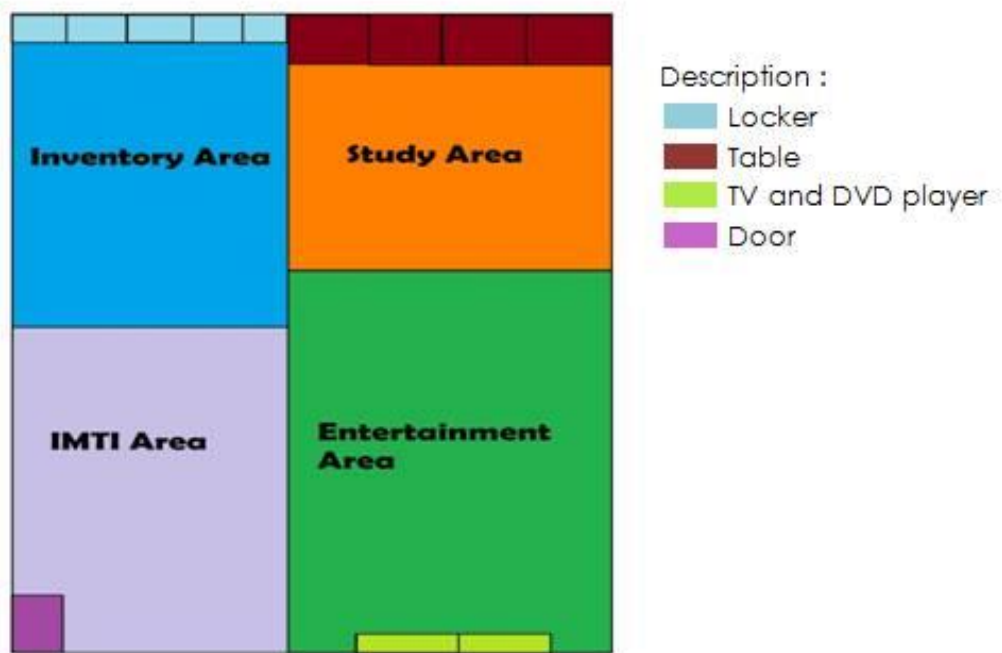 Inventory Area
Study Area
IMTI Area
Entertainment
Area
Description :
Locker
Table
TV and DVD player
Door